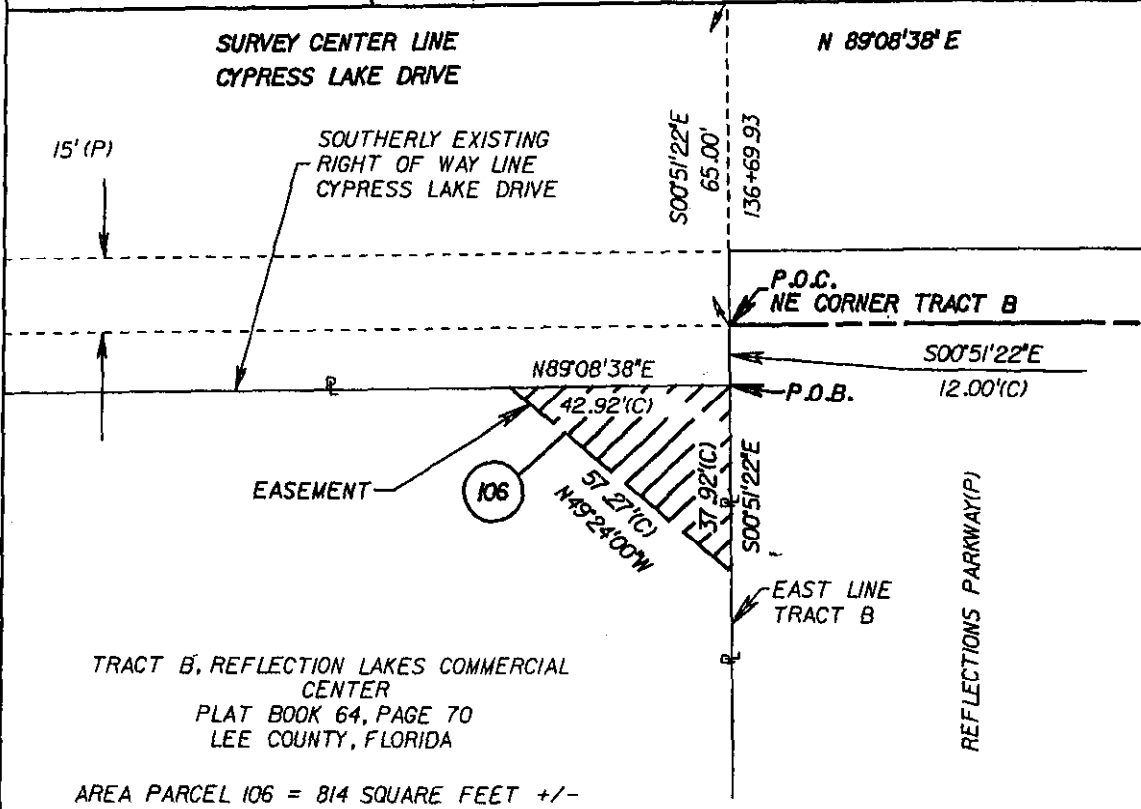 SURVEY CENTER LINE
CYPRESS LAKE DRIVE
N 89°08'38" E
15' (P)
SOUTHERLY EXISTING
RIGHT OF WAY LINE
CYPRESS LAKE DRIVE
S00°51'22"E
65.00'
136+69.93
P.O.C.
NE CORNER TRACT B
S00°51'22"E
12.00'(C)
N89°08'38"E
42.92'(C)
P.O.B.
EASEMENT
106
57.27'(C)
N49°24'00"W
37.92'(C)
S00°51'22"E
EAST LINE
TRACT B
REFLECTIONS PARKWAY(P)
TRACT B, REFLECTION LAKES COMMERCIAL
CENTER
PLAT BOOK 64, PAGE 70
LEE COUNTY, FLORIDA
AREA PARCEL 106 = 814 SQUARE FEET +/-